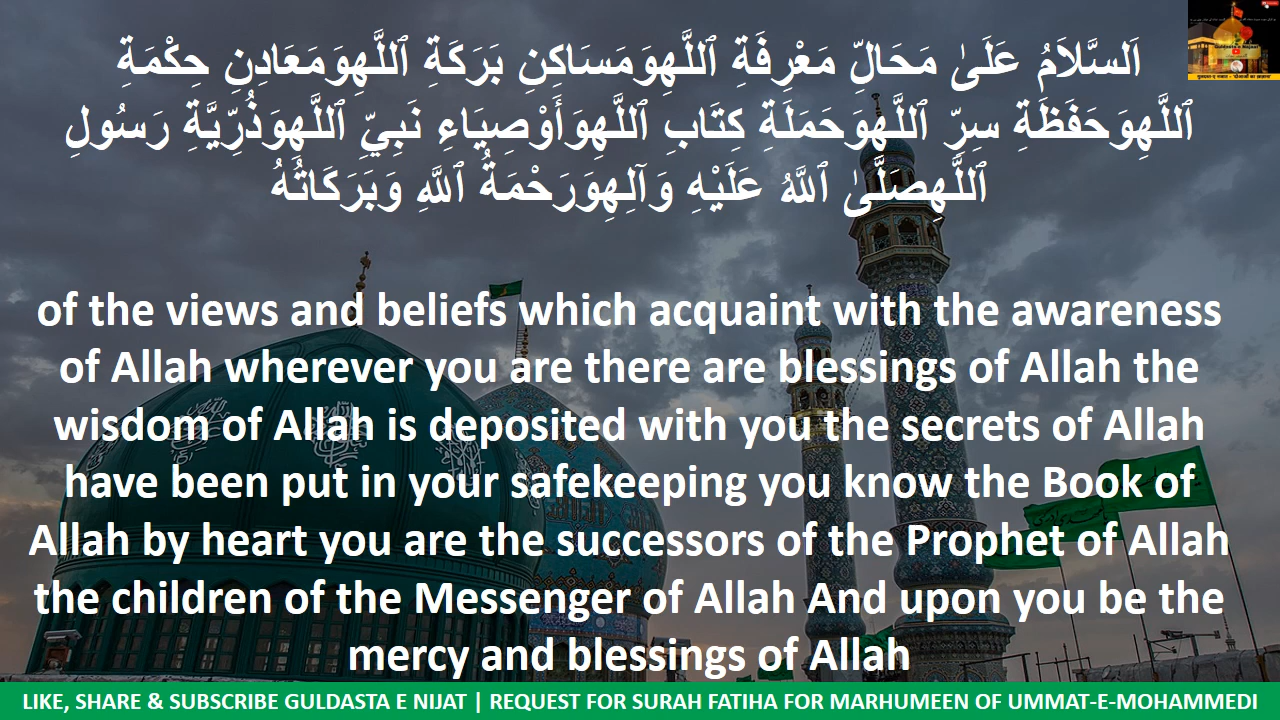 اَلسَّلاَمُ عَلَىٰ مَحَالِّ مَعْرِفَةِ ٱللَّهِوَمَسَاكِنِ بَرَكَةِ ٱللَّهِوَمَعَادنِ حِكْمَةِ
ٱللَّهِوَحَفَظَةِ سِرِّ ٱللَّهِوَحَمَلَةِ كِتَابِ ٱللَّهِوَأَوْصِيَاءِ نَبِيِّ ٱللَّهِوَذُرِّيَّةِ رَسُولِ
ٱللَّهِصَلَّىٰ ٱللَّهُ عَلَيْهِ وَآلِهِوَرَحْمَةُ ٱللَّهِ وَبَرَكَاتُهُ
of the views and beliefs which acquaint with the awareness
of Allah wherever you are there are blessings of Allah the
wisdom of Allah is deposited with you the secrets of Allah
have been put in your safekeeping you know the Book of
Allah by heart you are the successors of the Prophet of Allah
the children of the Messenger of Allah And upon you be the
mercy and blessings of Allah
LIKE, SHARE & SUBSCRIBE GULDASTA E NIJAT | REQUEST FOR SURAH FATIHA FOR MARHUMEEN OF UMMAT-E-MOHAMMEDI